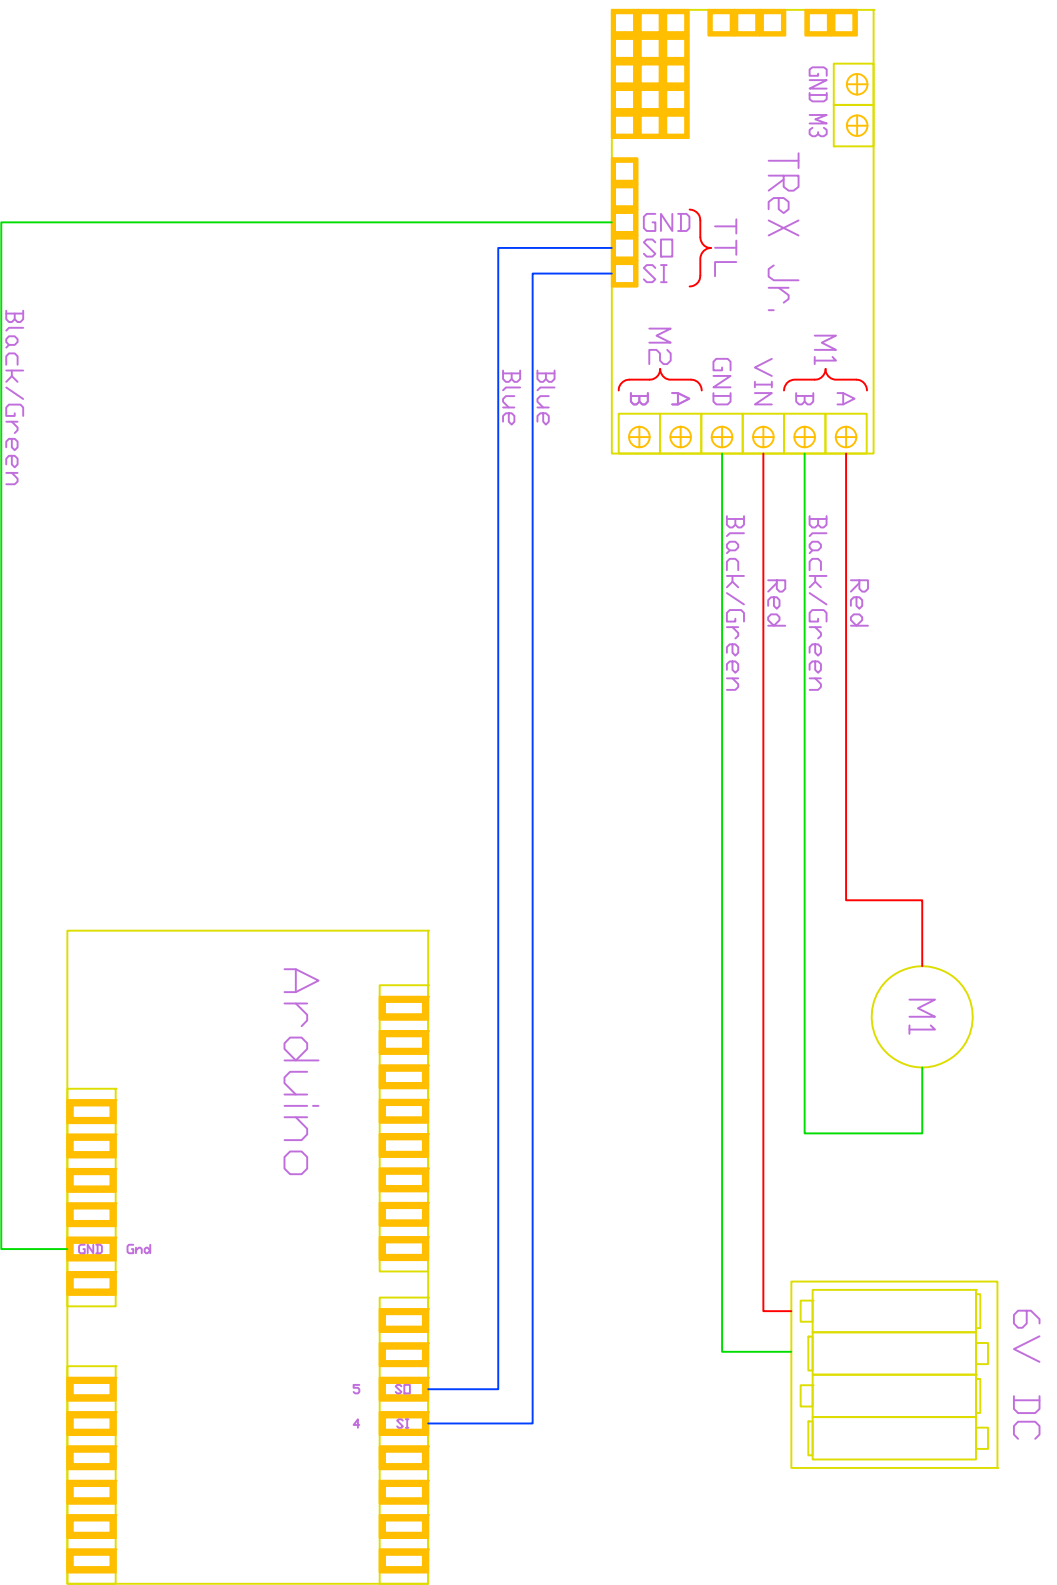 GND M3
TReX Jr.
TTL
GND
SO
SI
M1
A
B
VIN
GND
M2
A
B
Red
Black/Green
Red
Black/Green
Blue
Blue
Black/Green
M1
6V DC
Arduino
GND Gnd
5 SO
4 SI